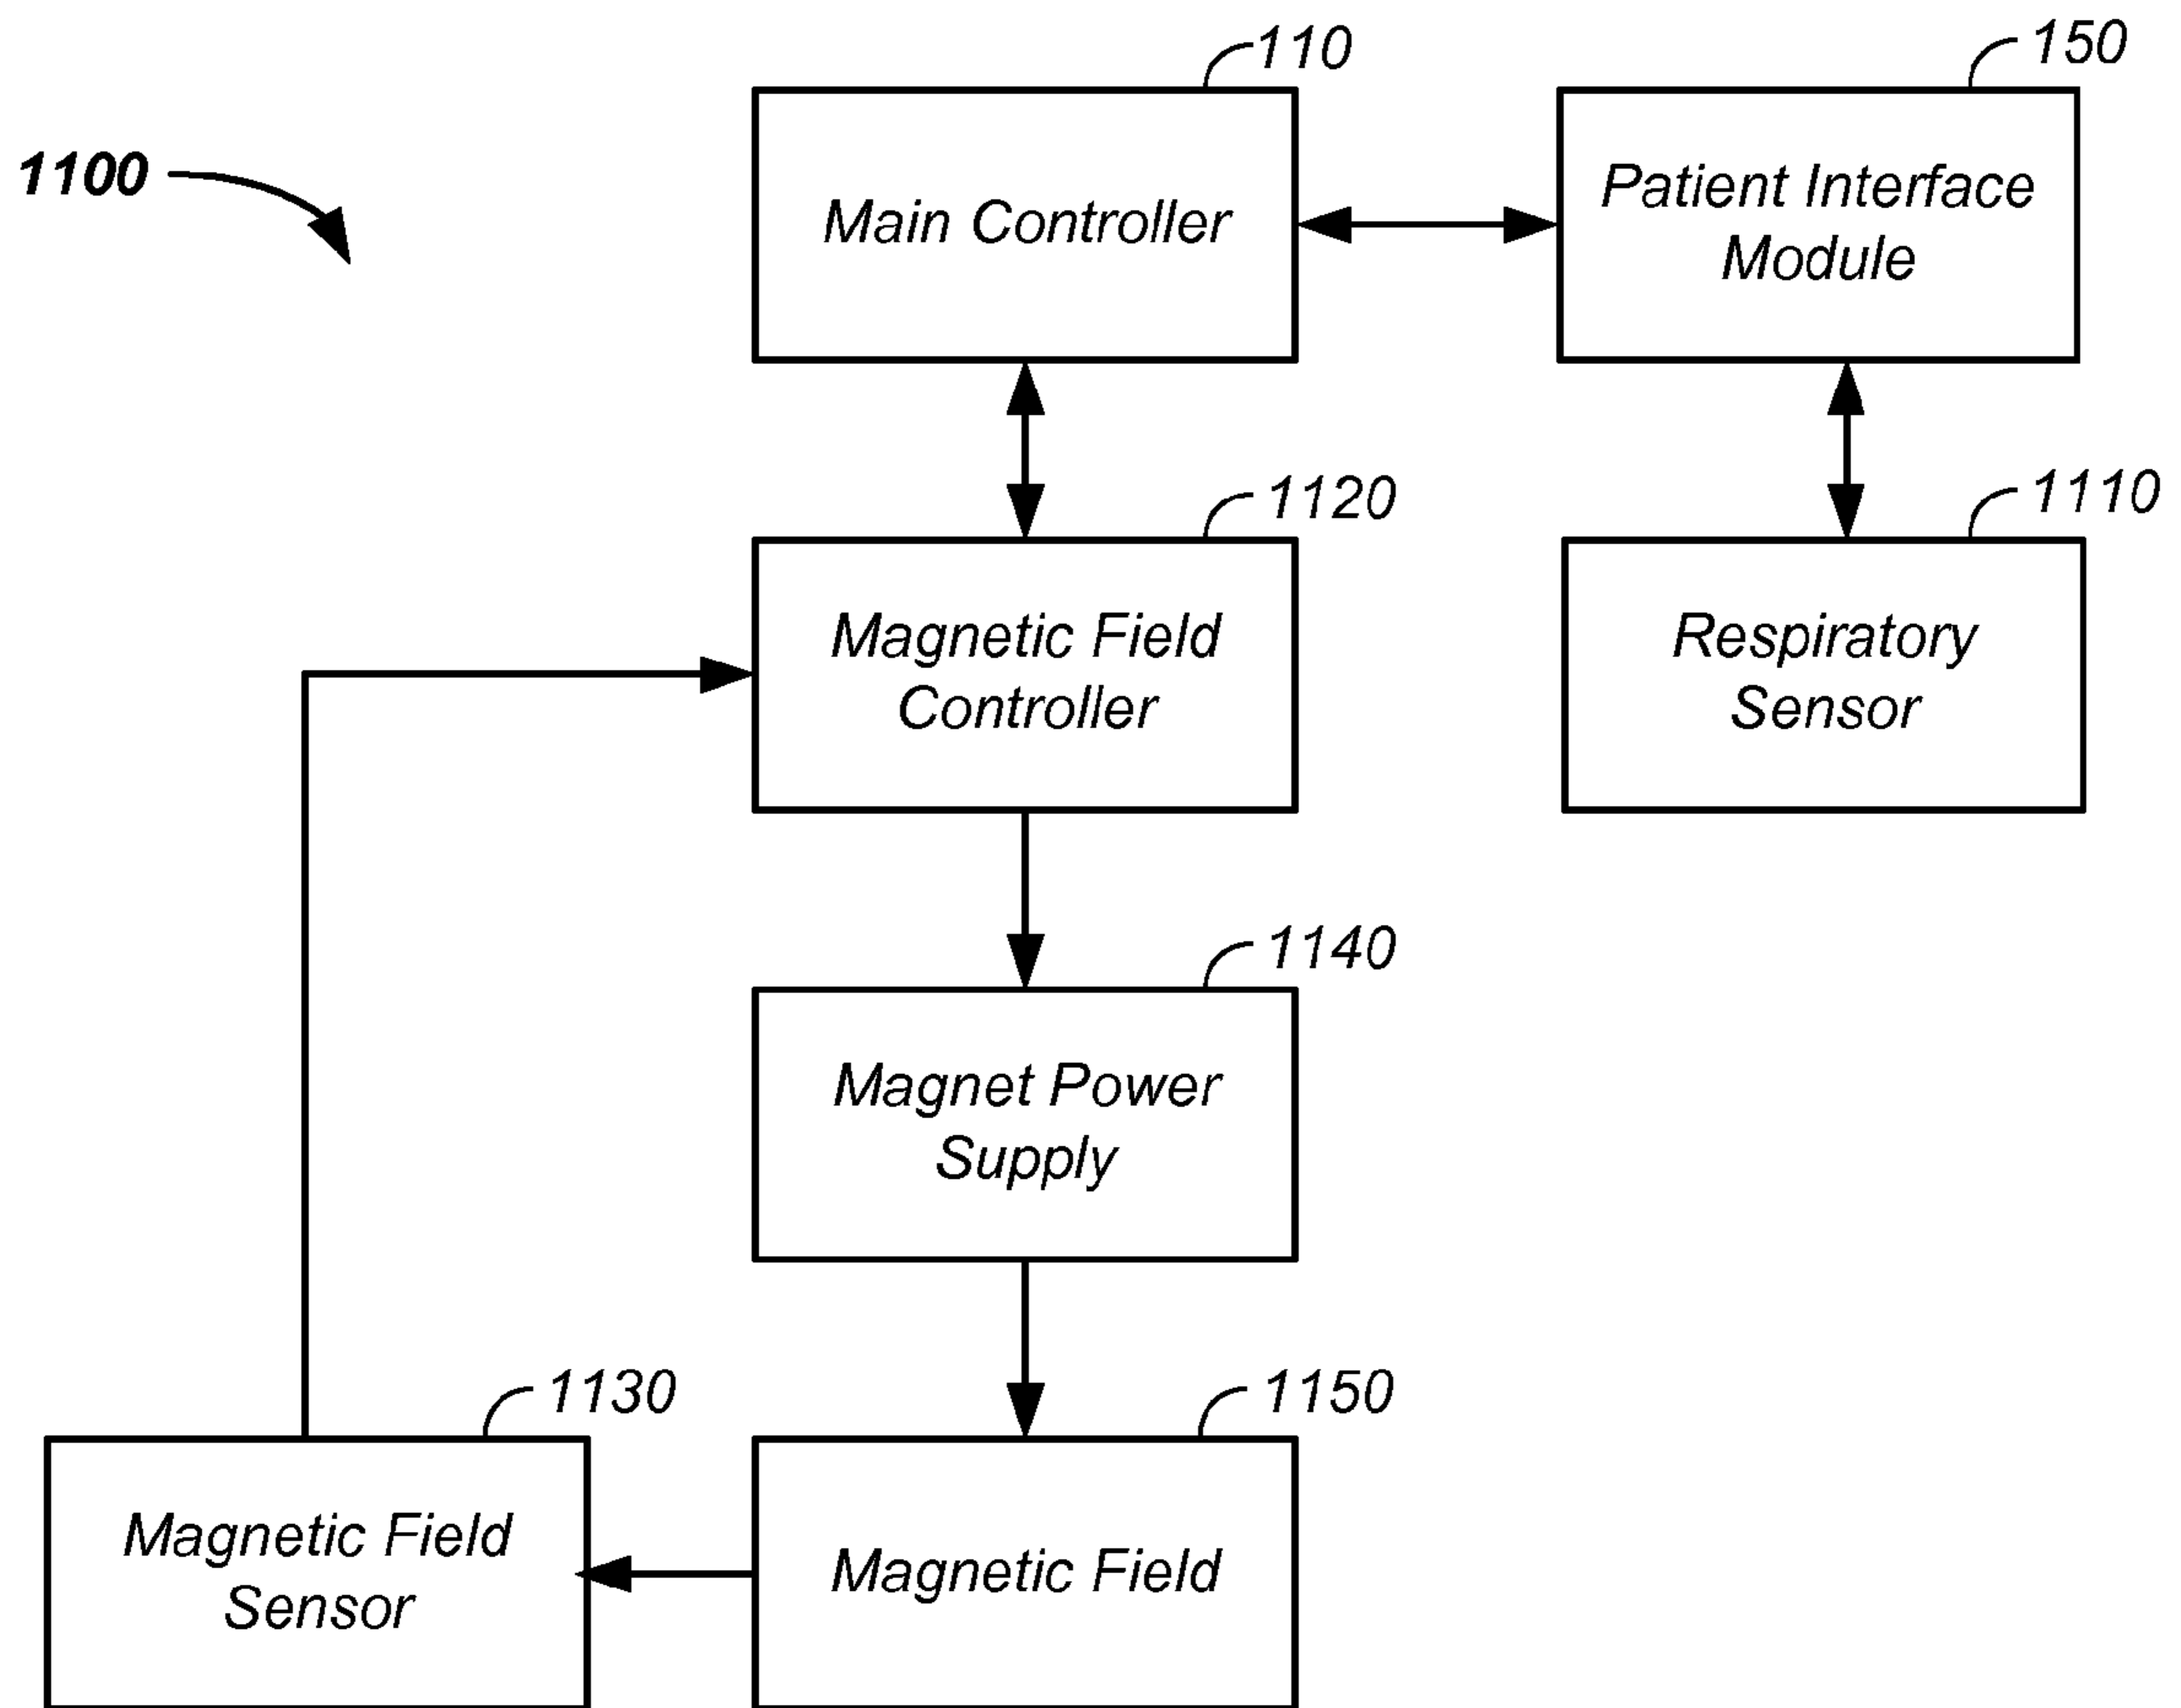 110
150
1100
Main Controller
Patient Interface
Module
1120
1110
Magnetic Field
Controller
Respiratory
Sensor
1140
Magnet Power
Supply
1130
1150
Magnetic Field
Sensor
Magnetic Field